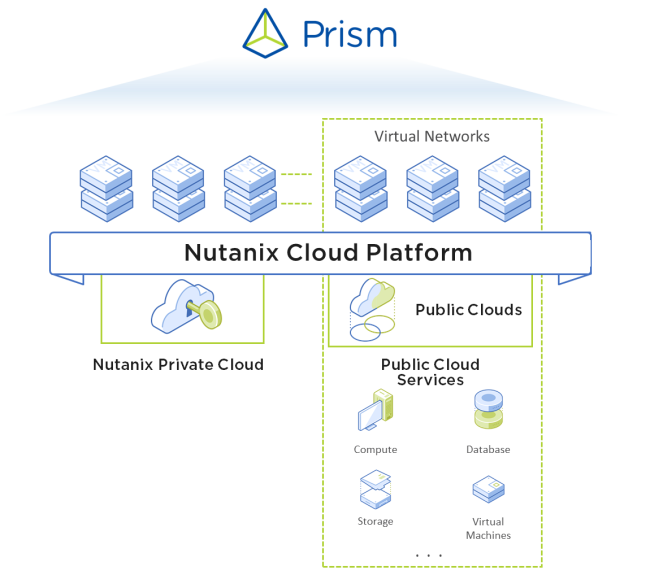 Prism
Virtual Networks
Nutanix Cloud Platform
Public Clouds
Nutanix Private Cloud
Public Cloud
Services
Compute
Database
Storage
Virtual
Machines
. . .